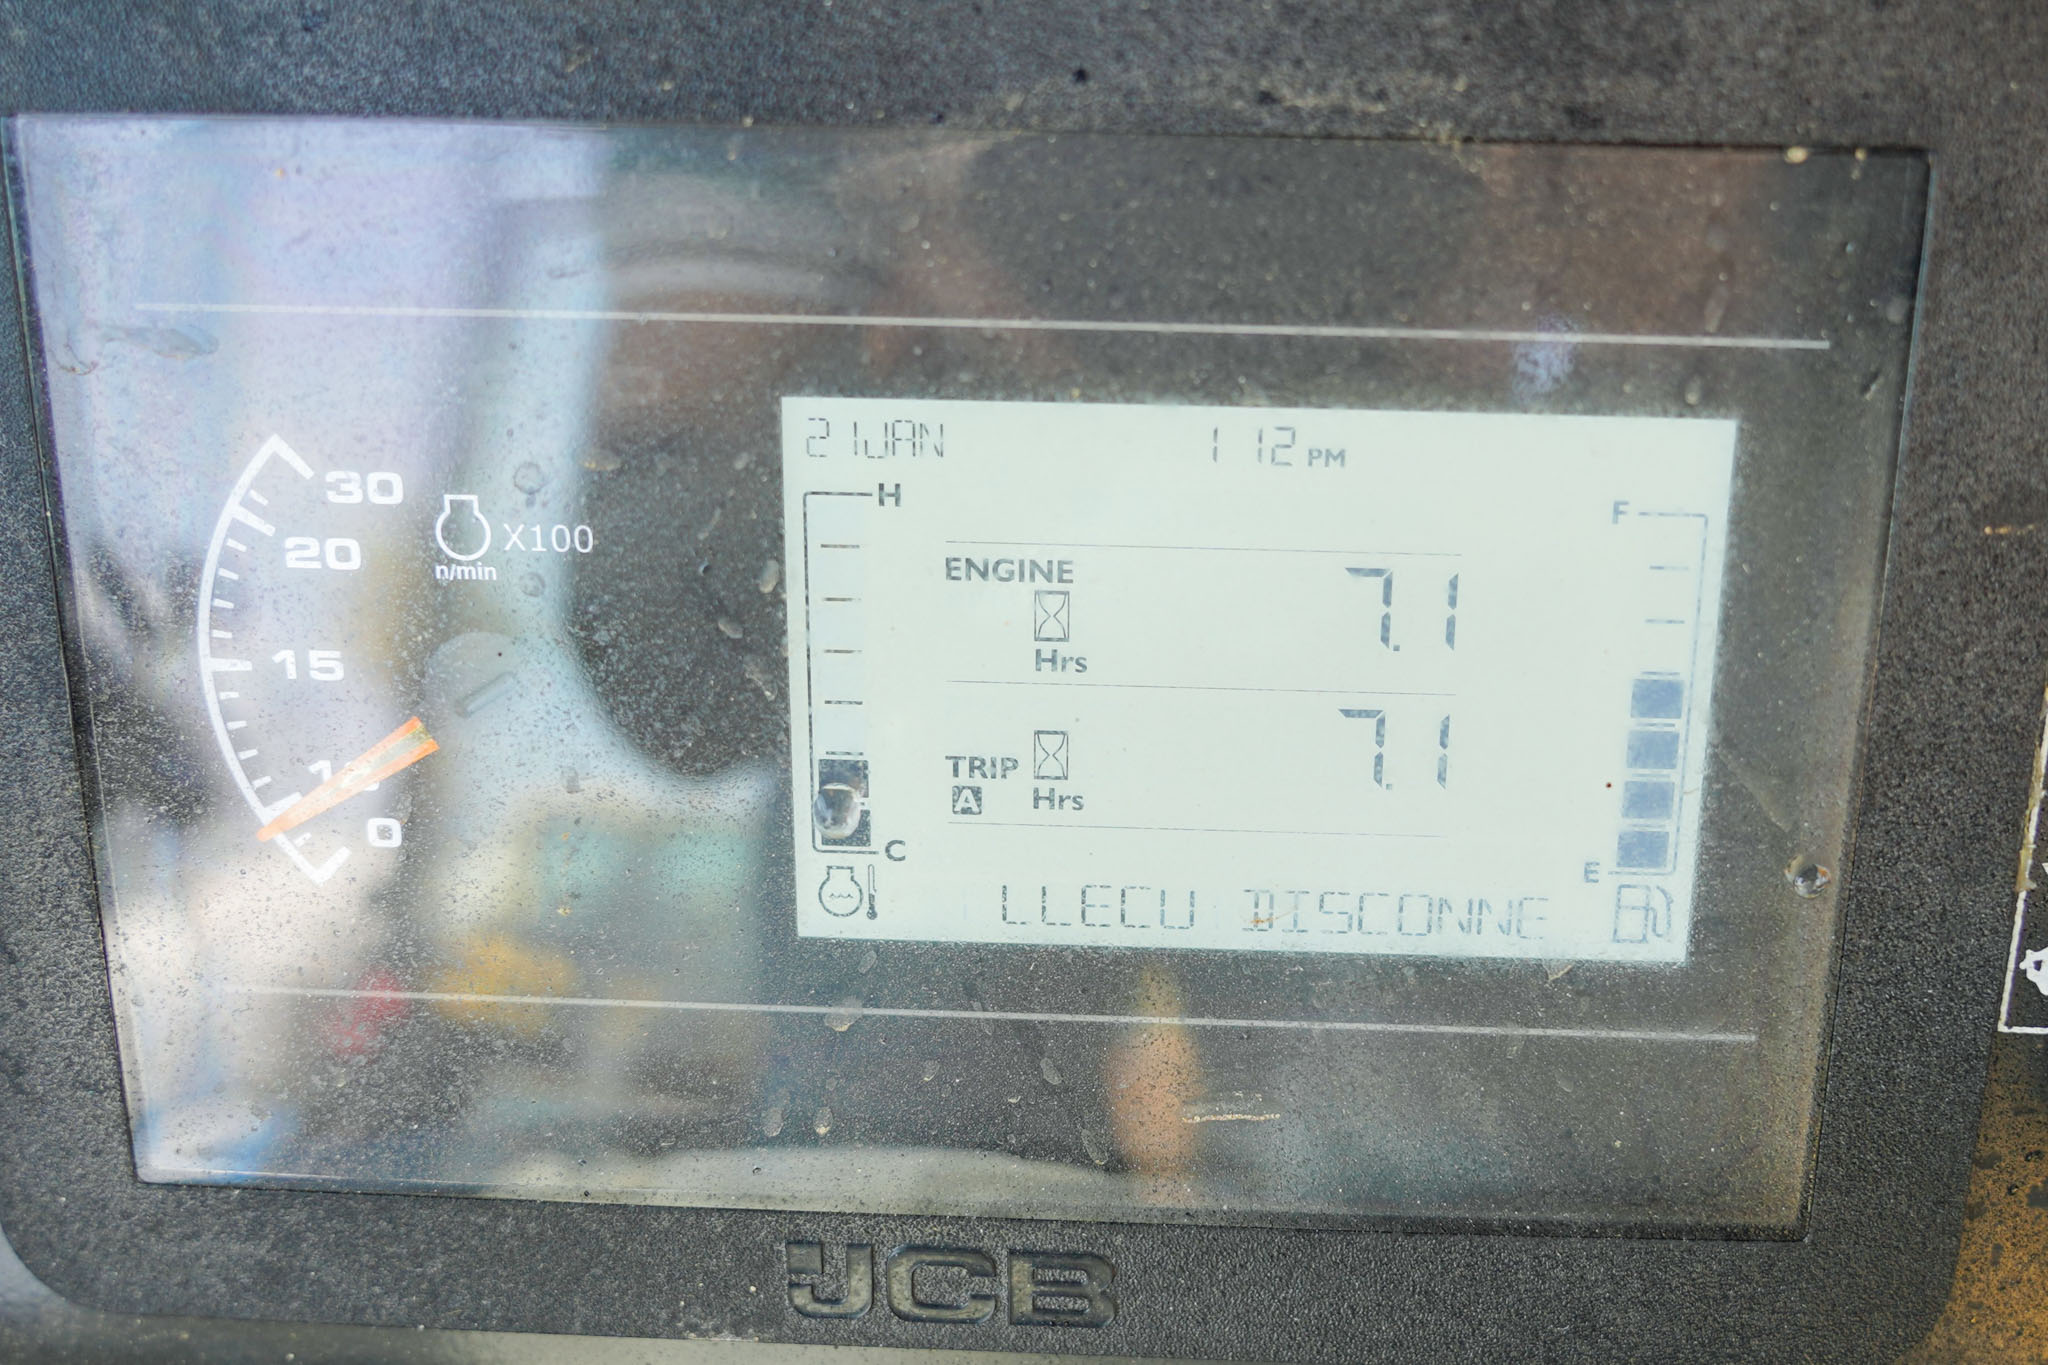 21JAN 1 12 PM
H
F
30
20
X100
n/min
15
0
ENGINE 7.1
Hrs
TRIP 7.1
A Hrs
C
E
LLECU DISCONNE
JCB